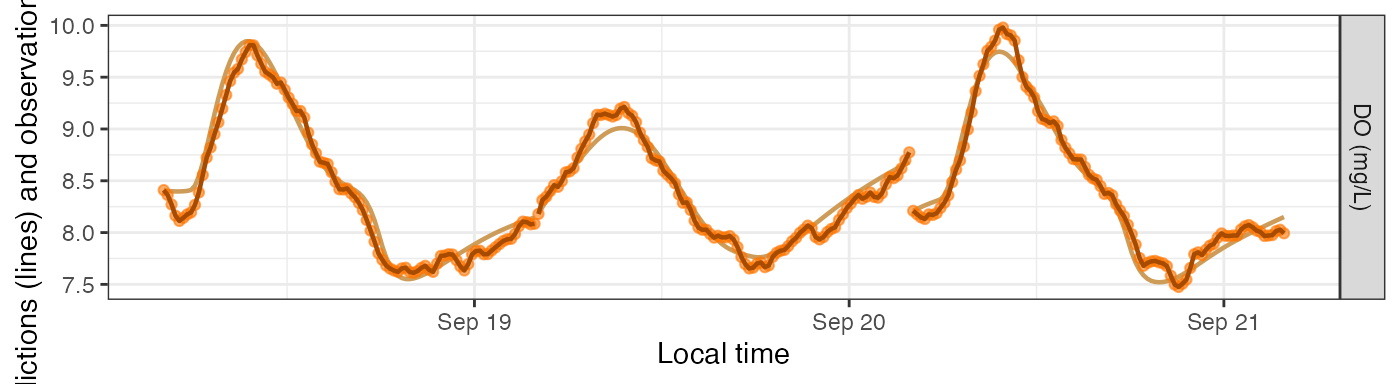 lictions (lines) and observation
10.0
9.5
9.0
8.5
8.0
7.5
Sep 19
Sep 20
Sep 21
Local time
DO (mg/L)